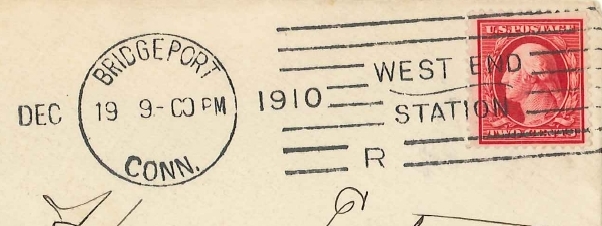 BRIDGEPORT
DEC 19 9-00 PM 1910
CONN.
WEST END
STATION
R
U.S. POSTAGE
TWO CENTS